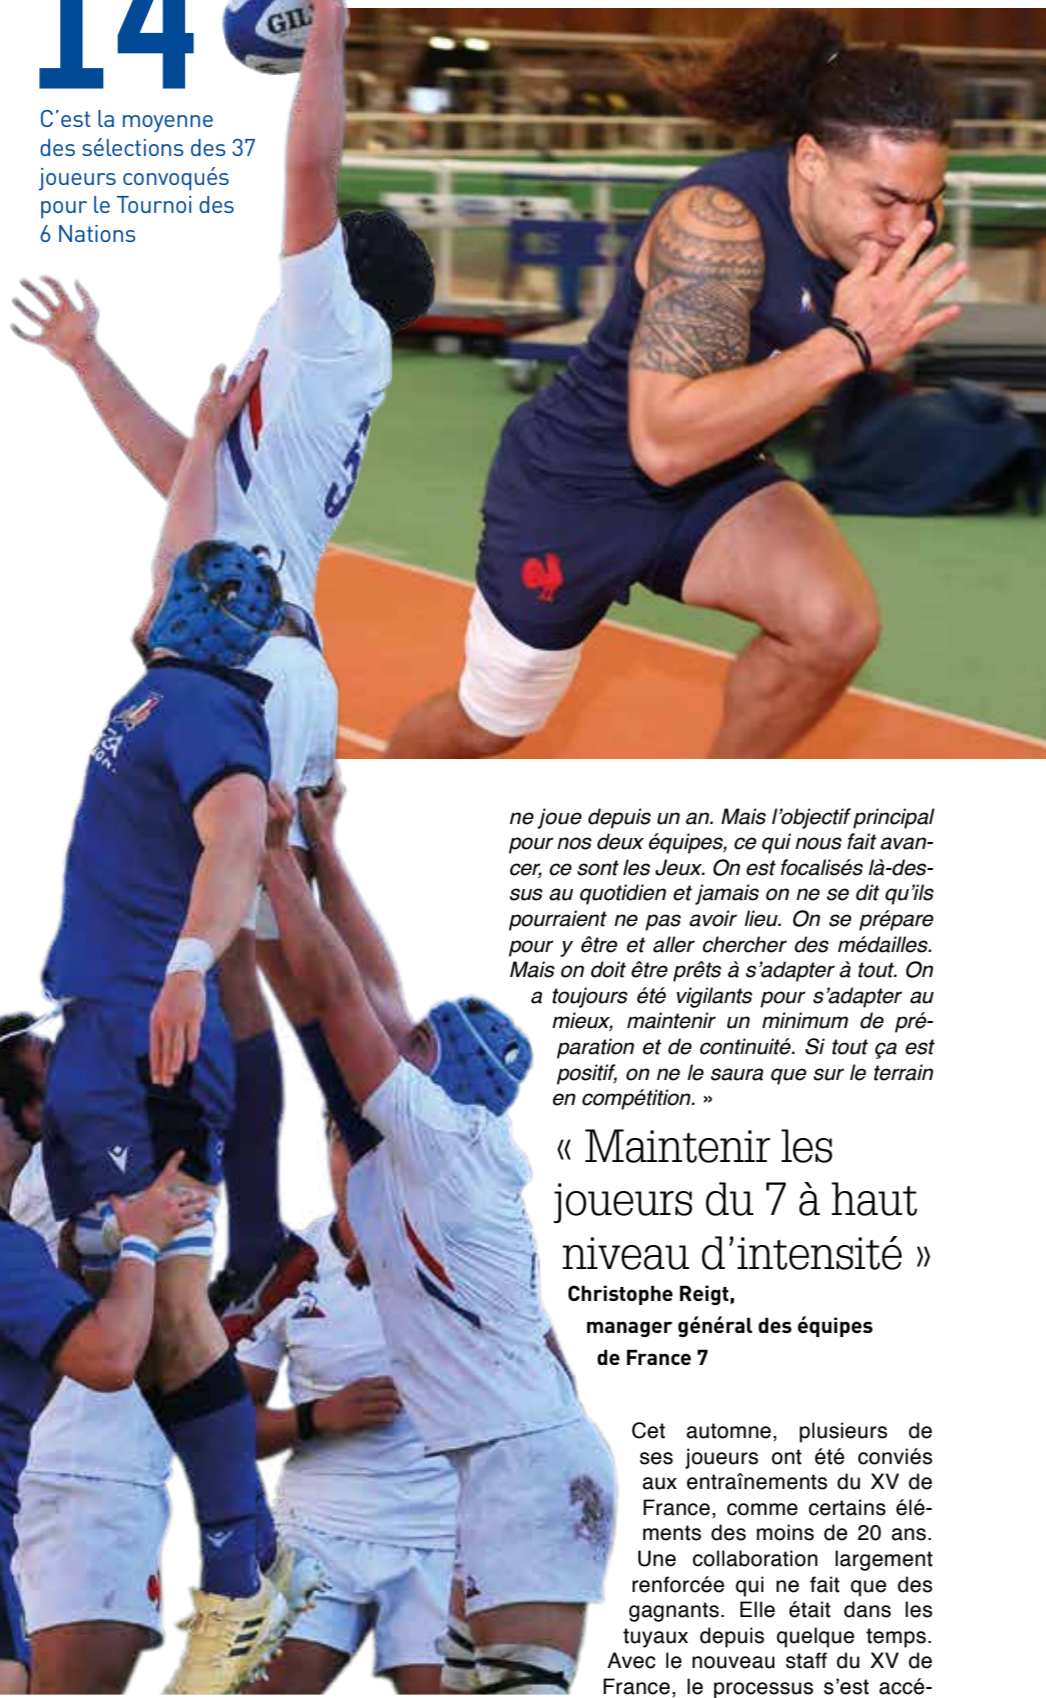 14
C’est la moyenne
des sélections des 37
joueurs convoqués
pour le Tournoi des
6 Nations
GIL
ne joue depuis un an. Mais l’objectif principal
pour nos deux équipes, ce qui nous fait avan-
cer, ce sont les Jeux. On est focalisés là-des-
sus au quotidien et jamais on ne se dit qu’ils
pourraient ne pas avoir lieu. On se prépare
pour y être et aller chercher des médailles.
Mais on doit être prêts à s’adapter à tout. On
a toujours été vigilants pour s’adapter au
mieux, maintenir un minimum de pré-
paration et de continuité. Si tout ça est
positif, on ne le saura que sur le terrain
en compétition. »
« Maintenir les
joueurs du 7 à haut
niveau d’intensité »
Christophe Reigt,
manager général des équipes
de France 7
Cet automne, plusieurs de
ses joueurs ont été conviés
aux entraînements du XV de
France, comme certains élé-
ments des moins de 20 ans.
Une collaboration largement
renforcée qui ne fait que des
gagnants. Elle était dans les
tuyaux depuis quelque temps.
Avec le nouveau staff du XV de
France, le processus s’est accé-